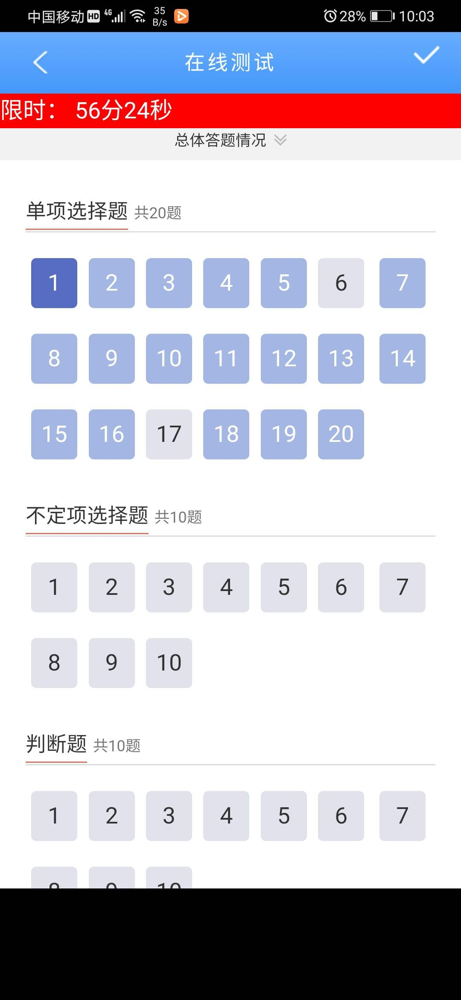 中国移动 HD 4G 35 B/s 28% 10:03
在线测试
限时： 56分24秒
总体答题情况
单项选择题 共20题
1 2 3 4 5 6 7
8 9 10 11 12 13 14
15 16 17 18 19 20
不定项选择题 共10题
1 2 3 4 5 6 7
8 9 10
判断题 共10题
1 2 3 4 5 6 7
8 9 10